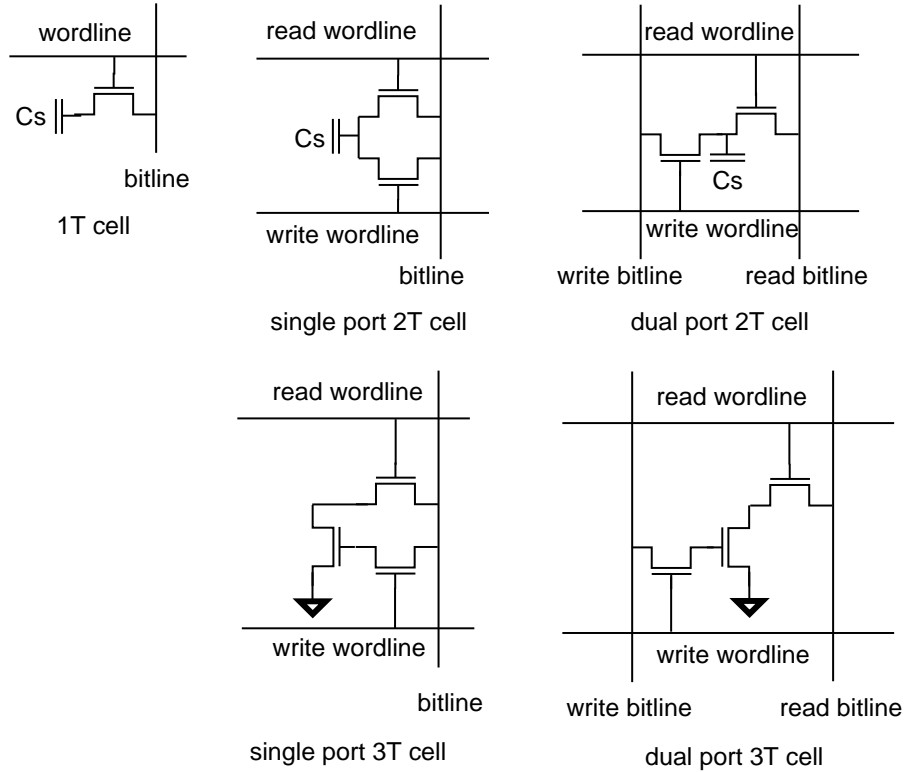 wordline
Cs
bitline
1T cell
read wordline
Cs
write wordline
bitline
single port 2T cell
read wordline
Cs
write wordline
write bitline
read bitline
dual port 2T cell
read wordline
write wordline
bitline
single port 3T cell
read wordline
write wordline
write bitline
read bitline
dual port 3T cell